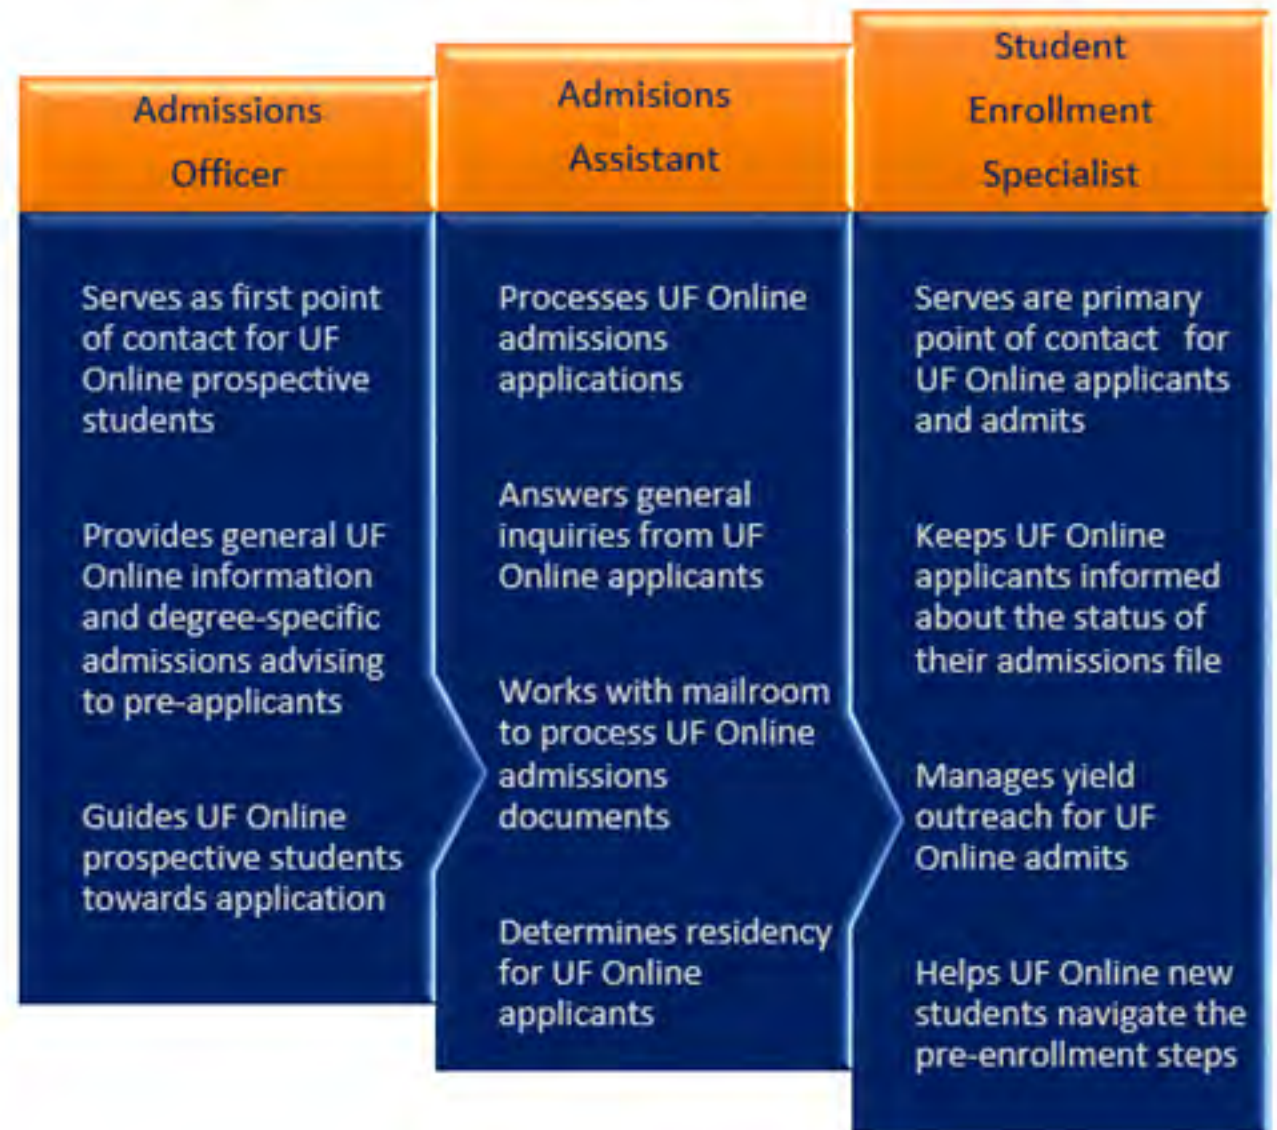 Admissions
Officer
Serves as first point
of contact for UF
Online prospective
students
Provides general UF
Online information
and degree-specific
admissions advising
to pre-applicants
Guides UF Online
prospective students
towards application
Admisions
Assistant
Processes UF Online
admissions
applications
Answers general
inquiries from UF
Online applicants
Works with mailroom
to process UF Online
admissions
documents
Determines residency
for UF Online
applicants
Student
Enrollment
Specialist
Serves are primary
point of contact for
UF Online applicants
and admits
Keeps UF Online
applicants informed
about the status of
their admissions file
Manages yield
outreach for UF
Online admits
Helps UF Online new
students navigate the
pre-enrollment steps